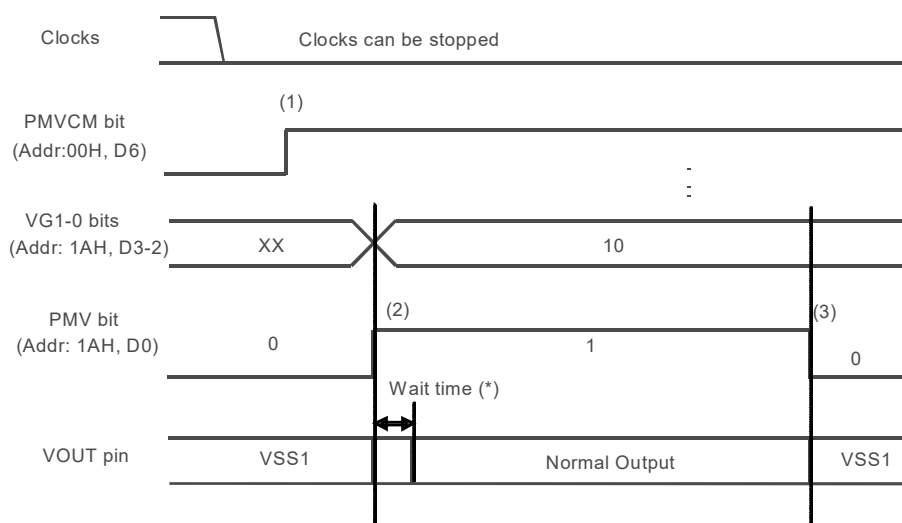 Clocks
Clocks can be stopped
(1)
PMVCM bit
(Addr:00H, D6)
VG1-0 bits
(Addr: 1AH, D3-2)
XX
10
(2)
(3)
PMV bit
(Addr: 1AH, D0)
0
1
0
Wait time (*)
VOUT pin
VSS1
Normal Output
VSS1